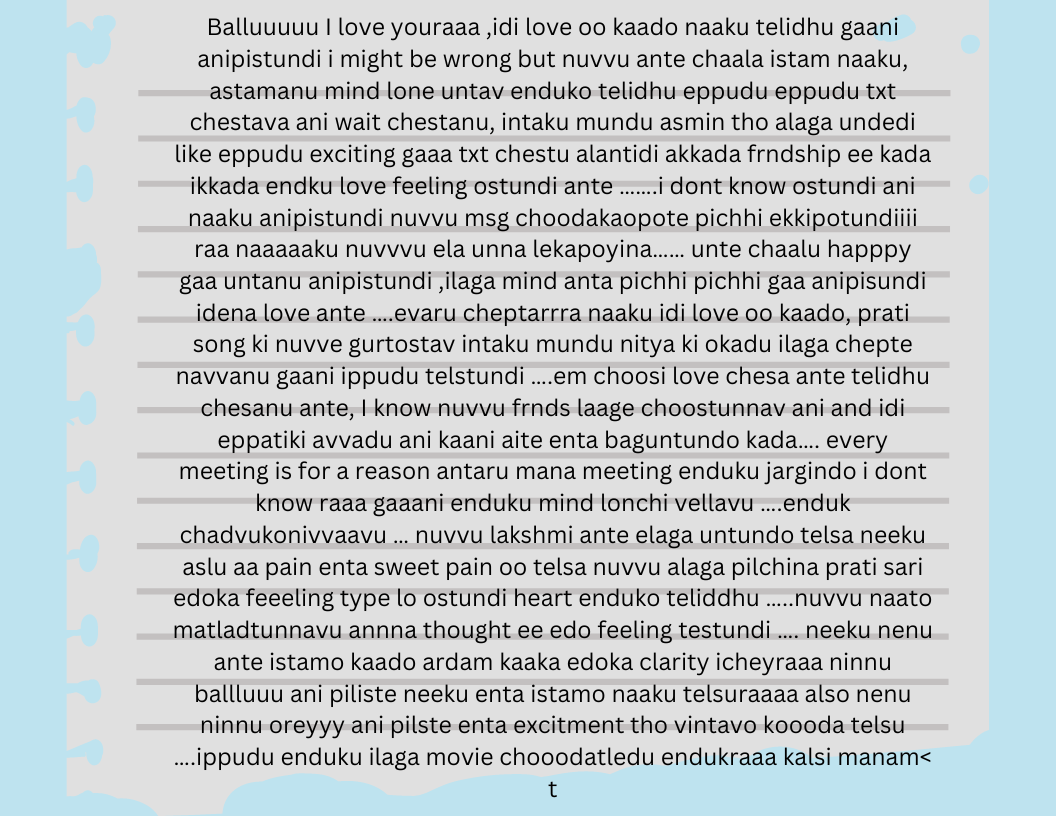 Balluuuuu I love youraaa ,idi love oo kaado naaku telidhu gaani
anipistundi i might be wrong but nuvvu ante chaala istam naaku,
astamanu mind lone untav enduko telidhu eppudu eppudu txt
chestava ani wait chestanu, intaku mundu asmin tho alaga undedi
like eppudu exciting gaaa txt chestu alantidi akkada frndship ee kada
ikkada endku love feeling ostundi ante .......i dont know ostundi ani
naaku anipistundi nuvvu msg choodakaopote pichhi ekkipotundiiii
raa naaaaaku nuvvvu ela unna lekapoyina...... unte chaalu happpy
gaa untanu anipistundi ,ilaga mind anta pichhi pichhi gaa anipisundi
idena love ante ....evaru cheptarrra naaku idi love oo kaado, prati
song ki nuvve gurtostav intaku mundu nitya ki okadu ilaga chepte
navvanu gaani ippudu telstundi ....em choosi love chesa ante telidhu
chesanu ante, I know nuvvu frnds laage choostunnav ani and idi
eppatiki avvadu ani kaani aite enta baguntundo kada.... every
meeting is for a reason antaru mana meeting enduku jargindo i dont
know raaa gaaani enduku mind lonchi vellavu ....enduk
chadvukonivvaavu ... nuvvu lakshmi ante elaga untundo telsa neeku
aslu aa pain enta sweet pain oo telsa nuvvu alaga pilchina prati sari
edoka feeeling type lo ostundi heart enduko teliddhu .....nuvvu naato
matladtunnavu annna thought ee edo feeling testundi .... neeku nenu
ante istamo kaado ardam kaaka edoka clarity icheyraaa ninnu
ballluuu ani piliste neeku enta istamo naaku telsuraaaa also nenu
ninnu oreyyy ani pilste enta excitment tho vintavo koooda telsu
....ippudu enduku ilaga movie chooodatledu endukraaa kalsi manam<
t